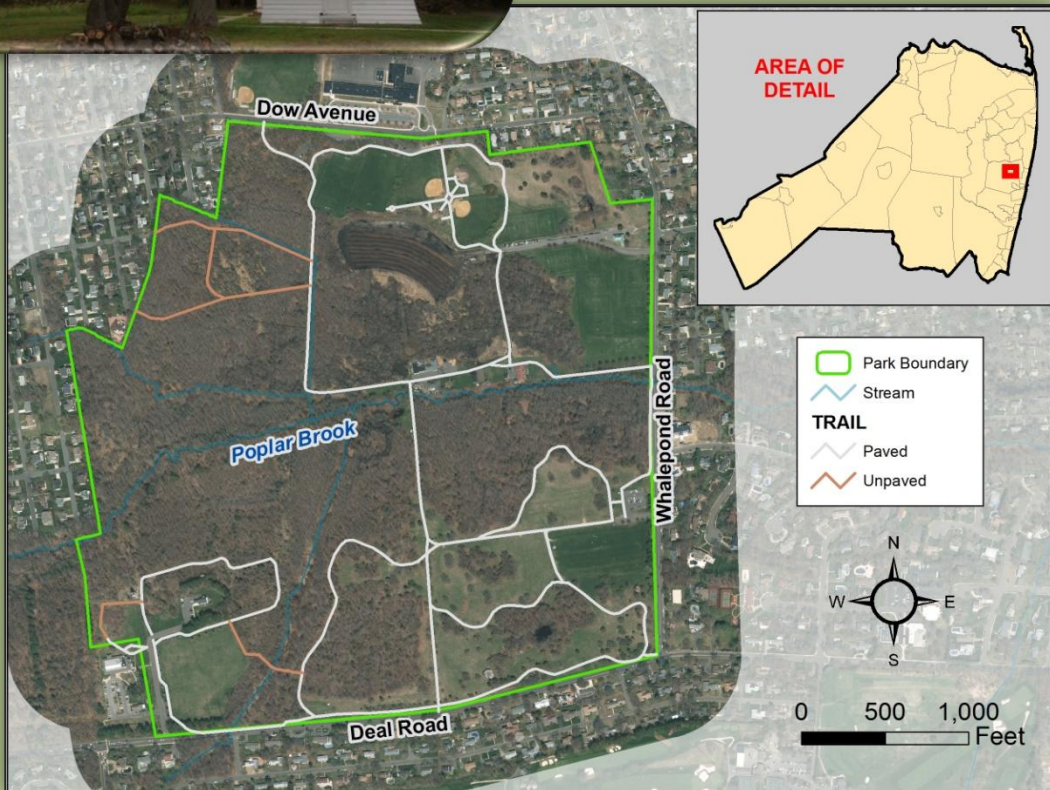 AREA OF
DETAIL
Dow Avenue
Park Boundary
Stream
TRAIL
Paved
Unpaved
Whalepond Road
Poplar Brook
N
W
E
S
Deal Road
0
500
1,000
Feet